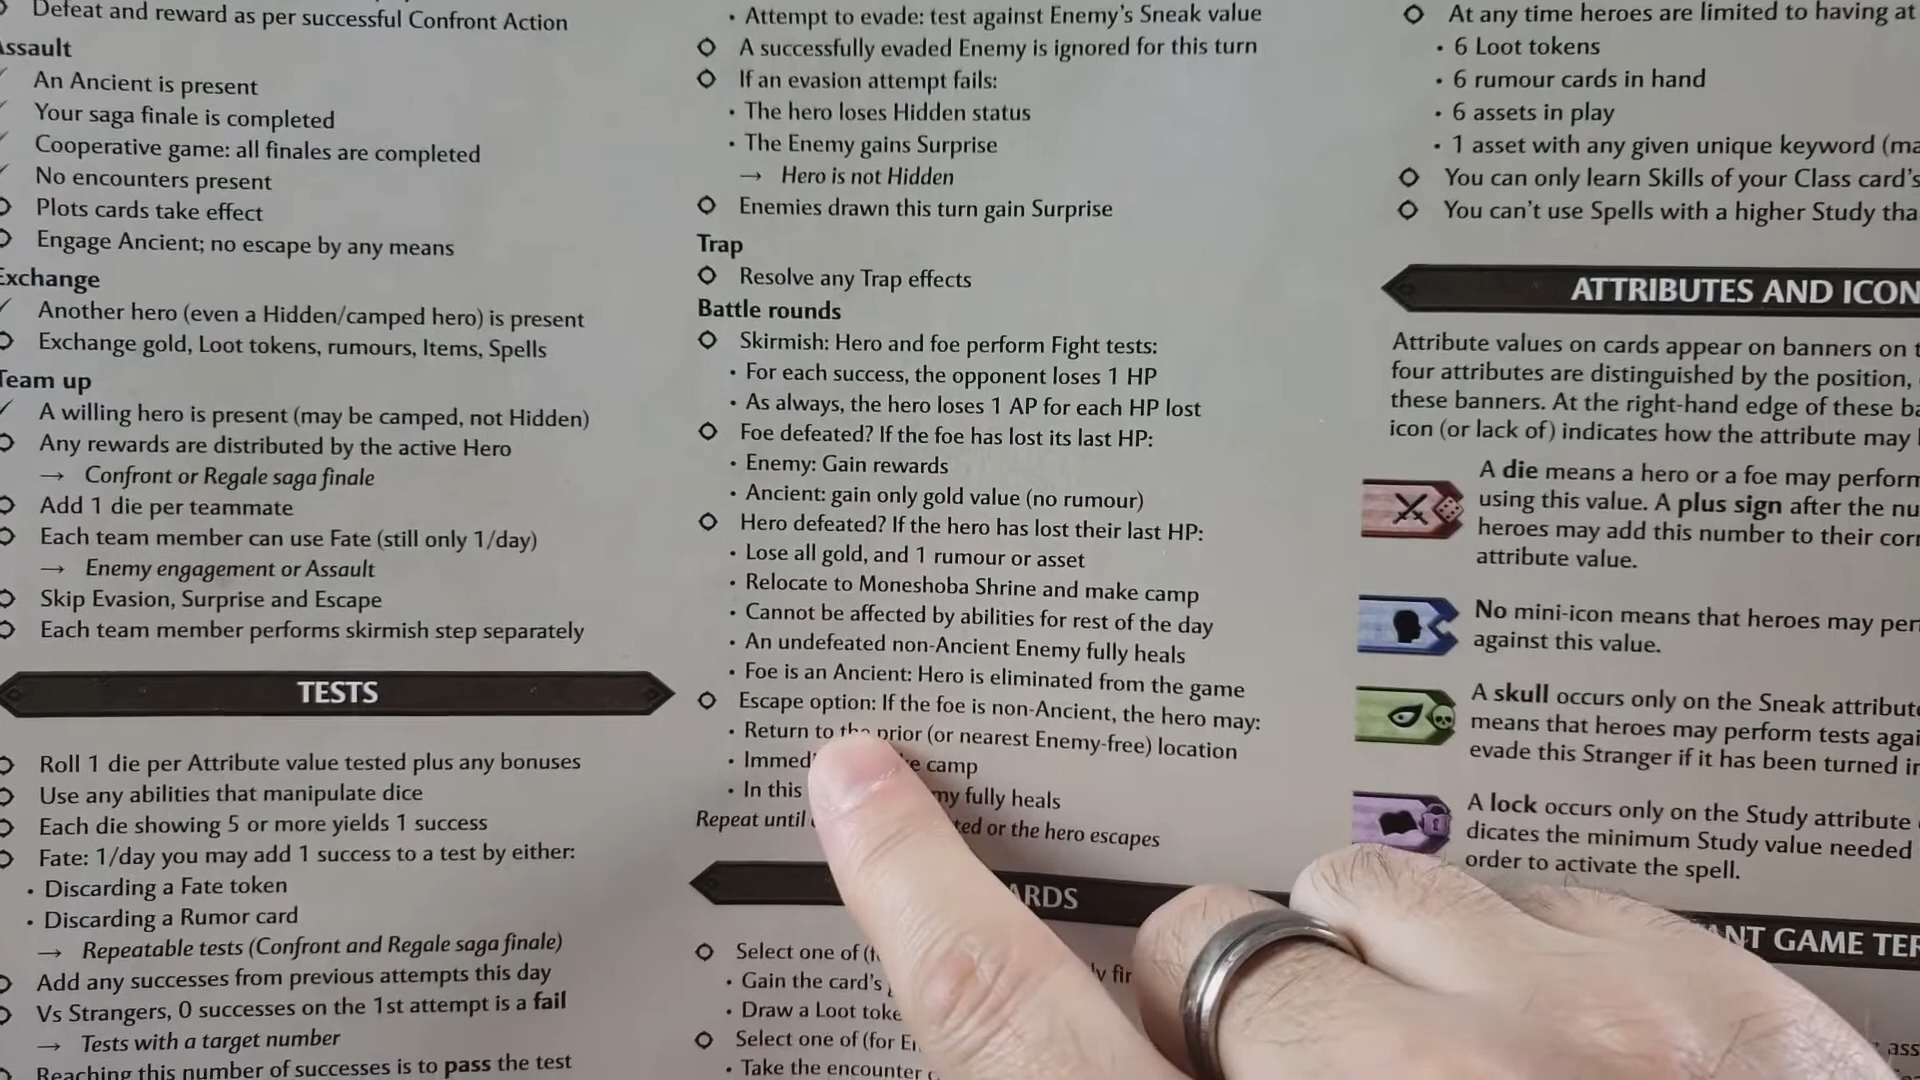 Defeat and reward as per successful Confront Action
Assault
An Ancient is present
Your saga finale is completed
Cooperative game: all finales are completed
No encounters present
Plots cards take effect
Engage Ancient; no escape by any means
Exchange
Another hero (even a Hidden/camped hero) is present
Exchange gold, Loot tokens, rumours, Items, Spells
Team up
A willing hero is present (may be camped, not Hidden)
Any rewards are distributed by the active Hero
→ Confront or Regale saga finale
Add 1 die per teammate
Each team member can use Fate (still only 1/day)
→ Enemy engagement or Assault
Skip Evasion, Surprise and Escape
Each team member performs skirmish step separately
TESTS
Roll 1 die per Attribute value tested plus any bonuses
Use any abilities that manipulate dice
Each die showing 5 or more yields 1 success
Fate: 1/day you may add 1 success to a test by either:
• Discarding a Fate token
• Discarding a Rumor card
→ Repeatable tests (Confront and Regale saga finale)
Add any successes from previous attempts this day
Vs Strangers, 0 successes on the 1st attempt is a fail
→ Tests with a target number
Reaching this number of successes is to pass the test
• Attempt to evade: test against Enemy's Sneak value
A successfully evaded Enemy is ignored for this turn
If an evasion attempt fails:
• The hero loses Hidden status
• The Enemy gains Surprise
→ Hero is not Hidden
Enemies drawn this turn gain Surprise
Trap
Resolve any Trap effects
Battle rounds
Skirmish: Hero and foe perform Fight tests:
• For each success, the opponent loses 1 HP
• As always, the hero loses 1 AP for each HP lost
Foe defeated? If the foe has lost its last HP:
• Enemy: Gain rewards
• Ancient: gain only gold value (no rumour)
Hero defeated? If the hero has lost their last HP:
• Lose all gold, and 1 rumour or asset
• Relocate to Moneshoba Shrine and make camp
• Cannot be affected by abilities for rest of the day
• An undefeated non-Ancient Enemy fully heals
• Foe is an Ancient: Hero is eliminated from the game
Escape option: If the foe is non-Ancient, the hero may:
• Return to the prior (or nearest Enemy-free) location
• camp
• In this fully heals
Repeat until or the hero escapes
Select one of
• Gain the card's
• Draw a Loot
Select one of (for
• Take the encounter
At any time heroes are limited to having at
• 6 Loot tokens
• 6 rumour cards in hand
• 6 assets in play
• 1 asset with any given unique keyword
You can only learn Skills of your Class card's
You can't use Spells with a higher Study
ATTRIBUTES AND
Attribute values on cards appear on banners on
four attributes are distinguished by the position,
these banners. At the right-hand edge of these
icon (or lack of) indicates how the attribute may
A die means a hero or a foe may perform
using this value. A plus sign after the
heroes may add this number to their
attribute value.
No mini-icon means that heroes may
against this value.
A skull occurs only on the Sneak
means that heroes may perform tests
evade this Stranger if it has been turned
A lock occurs only on the Study attribute
dicates the minimum Study value needed
order to activate the spell.
GAME